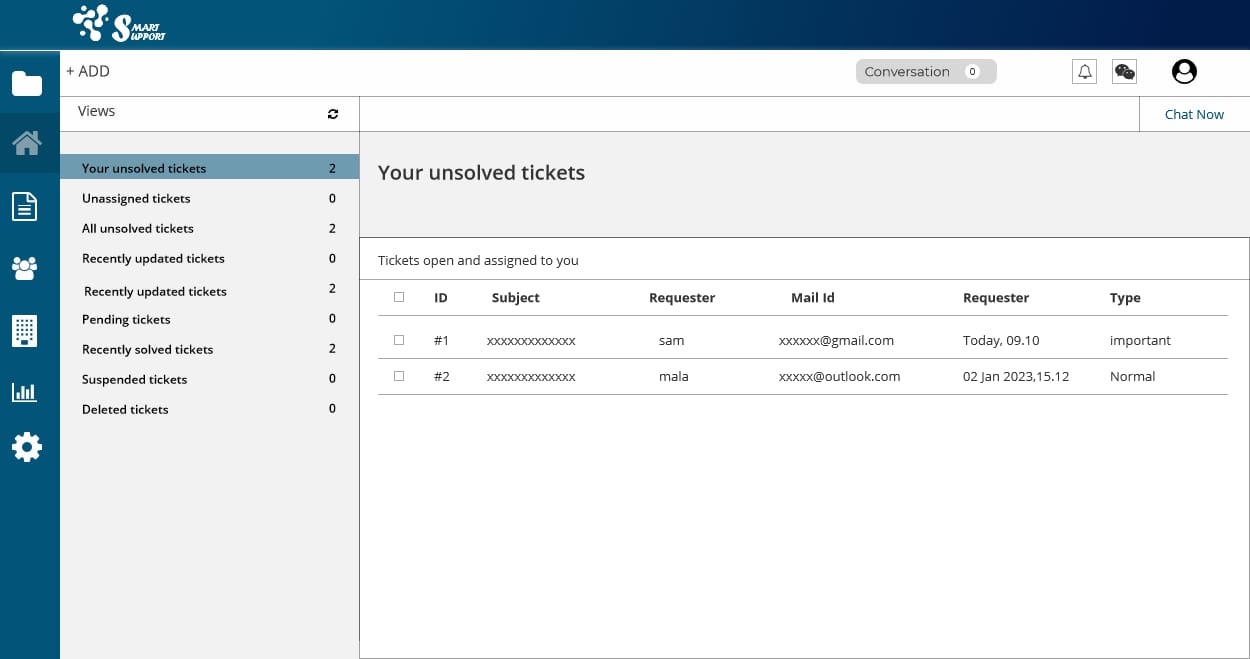 SMART
SUPPORT
+ ADD
Conversation 0
Views
Chat Now
Your unsolved tickets 2
Unassigned tickets 0
All unsolved tickets 2
Recently updated tickets 0
Recently updated tickets 2
Pending tickets 0
Recently solved tickets 2
Suspended tickets 0
Deleted tickets 0
Your unsolved tickets
Tickets open and assigned to you
ID Subject Requester Mail Id Requester Type
#1 xxxxxxxxxxxxx sam xxxxxx@gmail.com Today, 09.10 important
#2 xxxxxxxxxxxxx mala xxxxx@outlook.com 02 Jan 2023,15.12 Normal